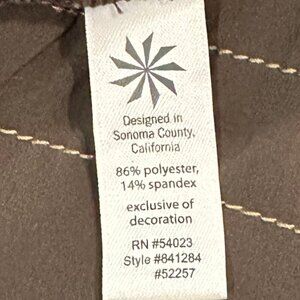 Designed in
Sonoma County,
California
86% polyester,
14% spandex
exclusive of
decoration
RN #54023
Style #841284
#52257